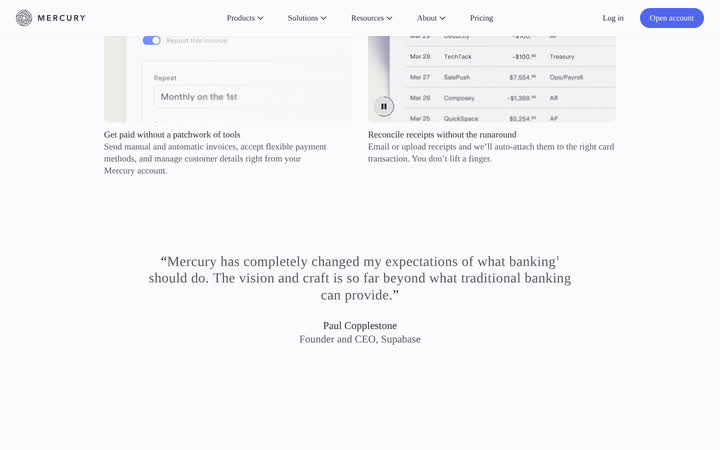 MERCURY
Products
Solutions
Resources
About
Pricing
Log in
Open account
Repeat this invoice
Repeat
Monthly on the 1st
Mar 28 TechTack -$100.00 Treasury
Mar 27 SalePush $7,554.00 Ops/Payroll
Mar 26 Composey -$1,389.00 AR
Mar 25 QuickSpace $5,254.00 AP
Get paid without a patchwork of tools
Send manual and automatic invoices, accept flexible payment
methods, and manage customer details right from your
Mercury account.
Reconcile receipts without the runaround
Email or upload receipts and we’ll auto-attach them to the right card
transaction. You don’t lift a finger.
“Mercury has completely changed my expectations of what banking¹
should do. The vision and craft is so far beyond what traditional banking
can provide.”
Paul Copplestone
Founder and CEO, Supabase